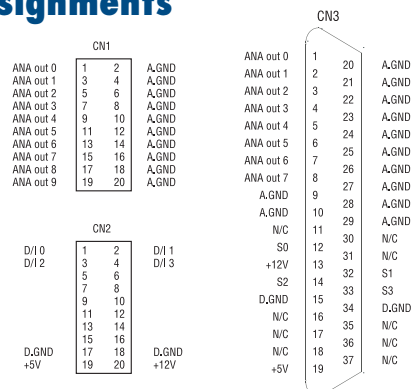 signments
CN1
ANA out 0 1 2 A.GND
ANA out 1 3 4 A.GND
ANA out 2 5 6 A.GND
ANA out 3 7 8 A.GND
ANA out 4 9 10 A.GND
ANA out 5 11 12 A.GND
ANA out 6 13 14 A.GND
ANA out 7 15 16 A.GND
ANA out 8 17 18 A.GND
ANA out 9 19 20 A.GND
CN2
D/I 0 1 2 D/I 1
D/I 2 3 4 D/I 3
5 6
7 8
9 10
11 12
13 14
15 16
D.GND 17 18 D.GND
+5V 19 20 +12V
CN3
ANA out 0 1
20 A.GND
ANA out 1 2
21 A.GND
ANA out 2 3
22 A.GND
ANA out 3 4
23 A.GND
ANA out 4 5
24 A.GND
ANA out 5 6
25 A.GND
ANA out 6 7
26 A.GND
ANA out 7 8
27 A.GND
A.GND 9
28 A.GND
A.GND 10
29 A.GND
N/C 11
30 N/C
S0 12
31 N/C
+12V 13
32 S1
S2 14
33 S3
D.GND 15
34 D.GND
N/C 16
35 N/C
N/C 17
36 N/C
N/C 18
37 N/C
+5V 19